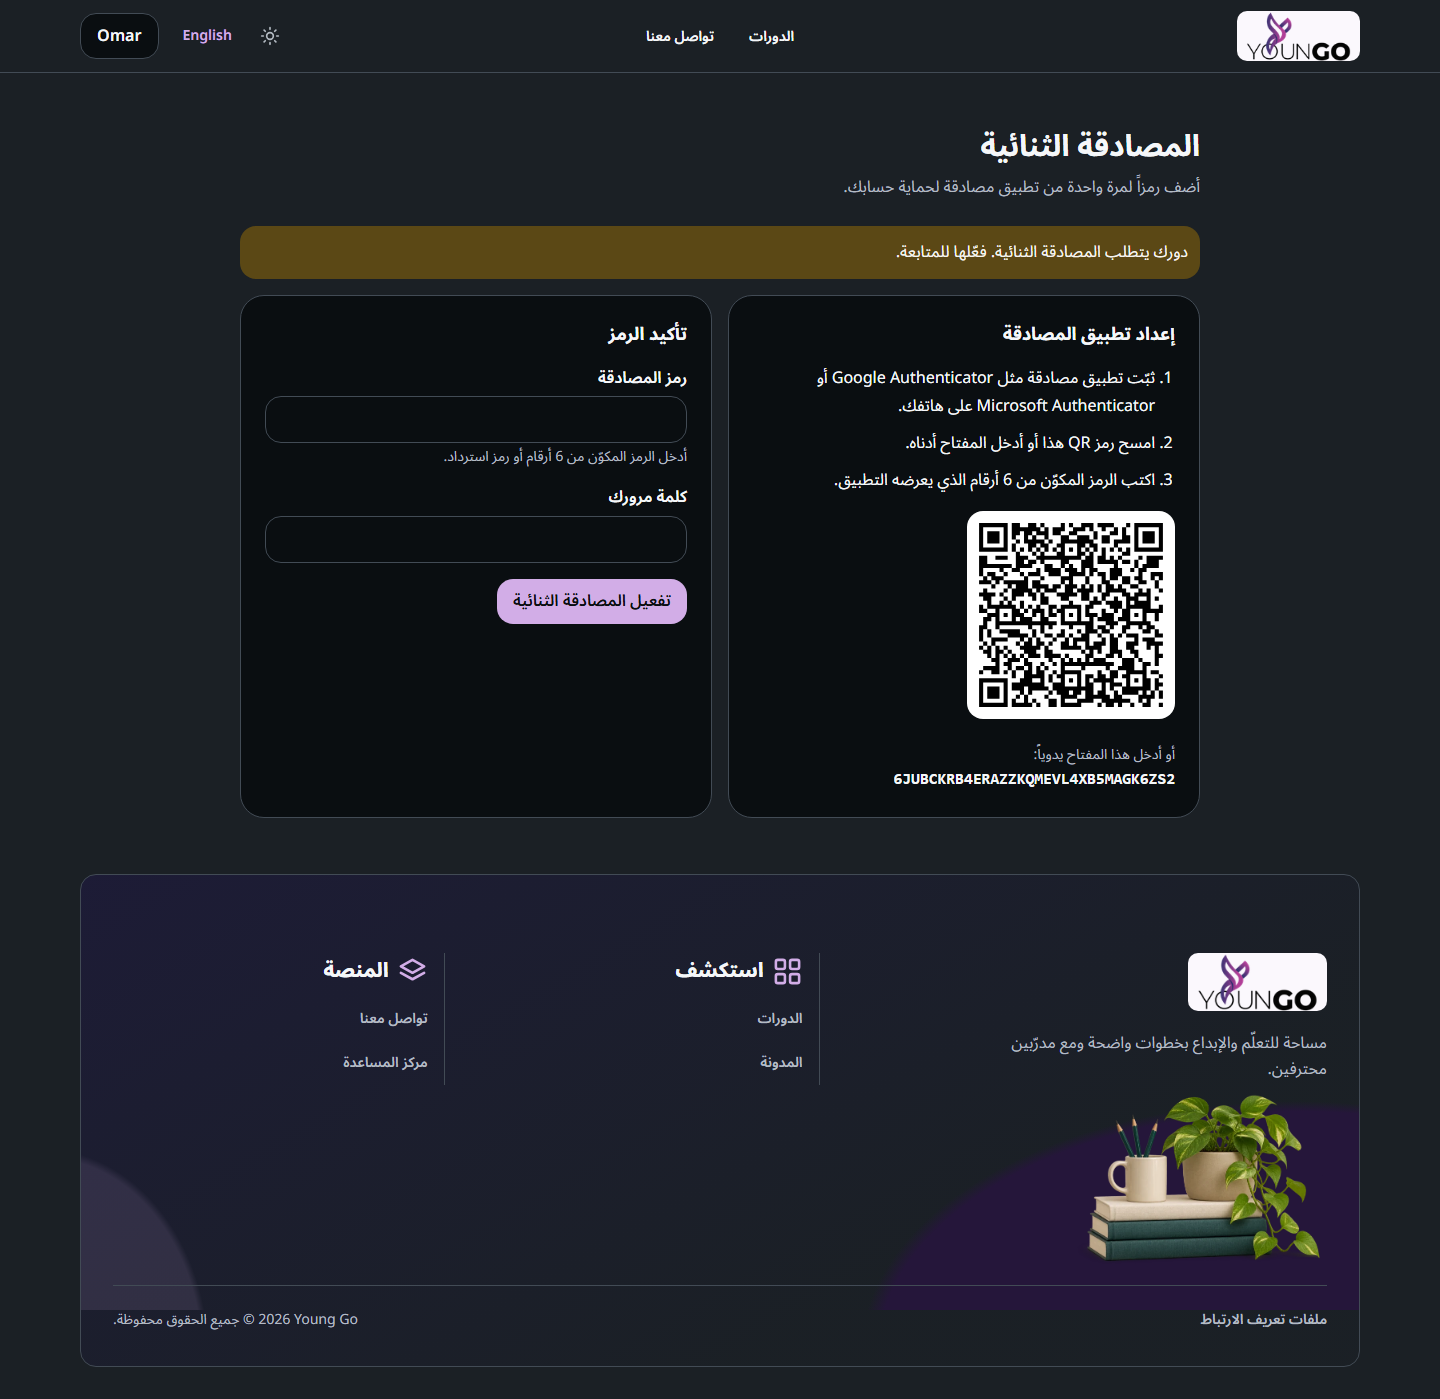 YOUNGO
الدورات
تواصل معنا
English
Omar
المصادقة الثنائية
أضف رمزاً لمرة واحدة من تطبيق مصادقة لحماية حسابك.
دورك يتطلب المصادقة الثنائية. فعّلها للمتابعة.
إعداد تطبيق المصادقة
1. ثبّت تطبيق مصادقة مثل Google Authenticator أو
Microsoft Authenticator على هاتفك.
2. امسح رمز QR هذا أو أدخل المفتاح أدناه.
3. اكتب الرمز المكوّن من 6 أرقام الذي يعرضه التطبيق.
أو أدخل هذا المفتاح يدوياً:
6JUBCKRB4ERAZZKQMEVL4XB5MAGK6ZS2
تأكيد الرمز
رمز المصادقة
أدخل الرمز المكوّن من 6 أرقام أو رمز استرداد.
كلمة مرورك
تفعيل المصادقة الثنائية
YOUNGO
مساحة للتعلّم والإبداع بخطوات واضحة ومع مدرّبين
محترفين.
استكشف
الدورات
المدونة
المنصة
تواصل معنا
مركز المساعدة
ملفات تعريف الارتباط
Young Go 2026 © جميع الحقوق محفوظة.